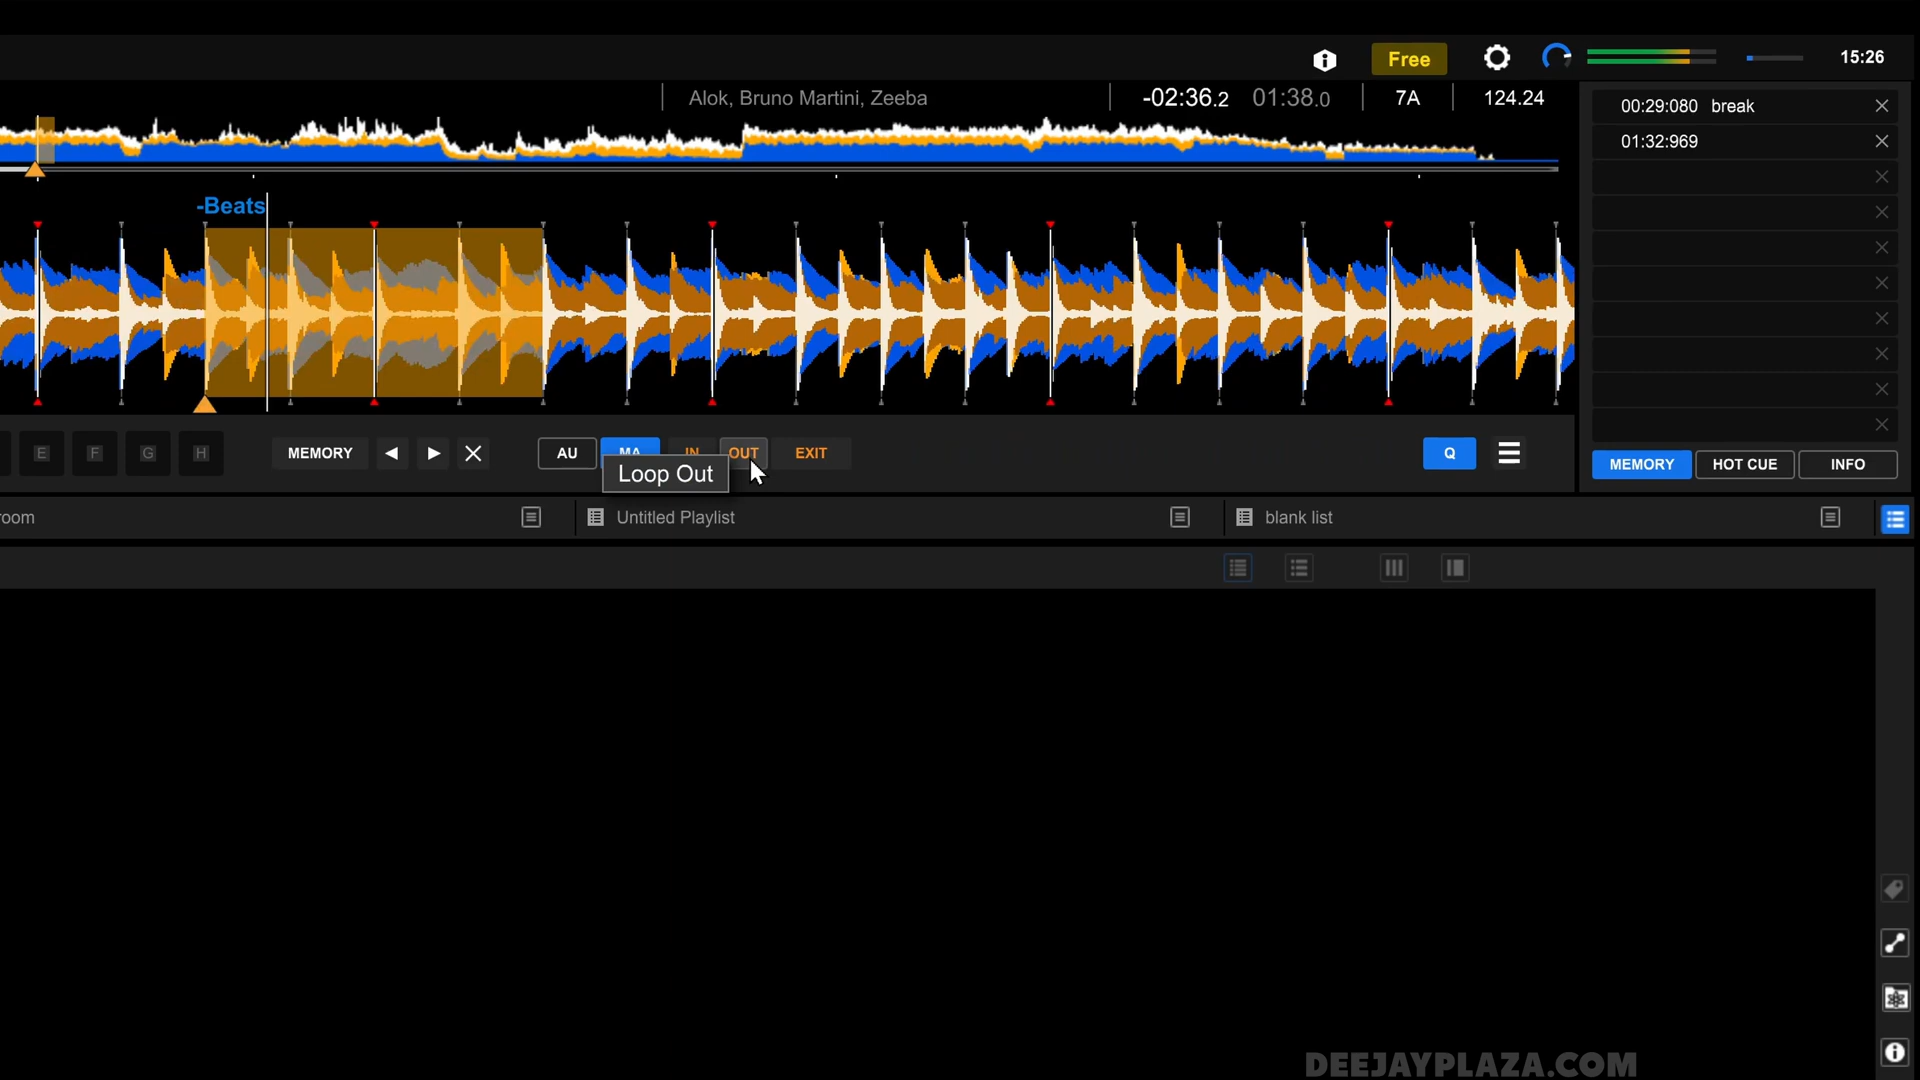 Free
15:26
Alok, Bruno Martini, Zeeba
-02:36.2 01:38.0
7A
124.24
00:29:080 break
01:32:969
-Beats
E F G H
MEMORY
AU
MA
IN
OUT
EXIT
Q
Loop Out
MEMORY
HOT CUE
INFO
room
Untitled Playlist
blank list
DEEJAYPLAZA.COM